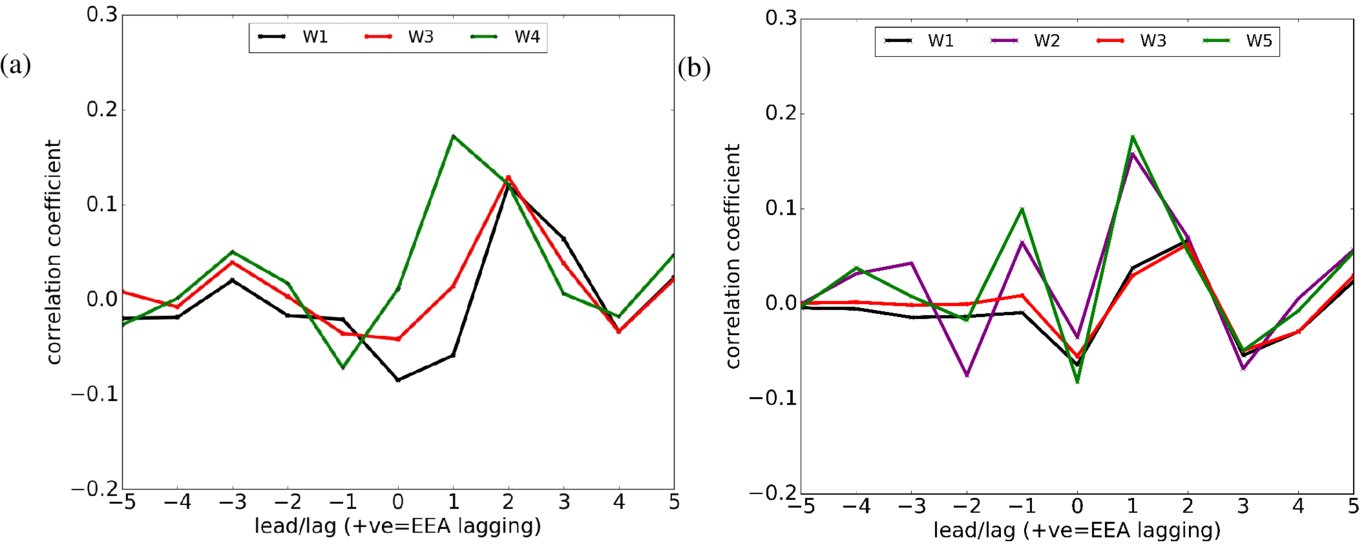 (a)
W1 W3 W4
0.3
0.2
0.1
0.0
−0.1
−0.2
correlation coefficient
−5 −4 −3 −2 −1 0 1 2 3 4 5
lead/lag (+ve=EEA lagging)
(b)
W1 W2 W3 W5
0.3
0.2
0.1
0.0
−0.1
−0.2
correlation coefficient
−5 −4 −3 −2 −1 0 1 2 3 4 5
lead/lag (+ve=EEA lagging)